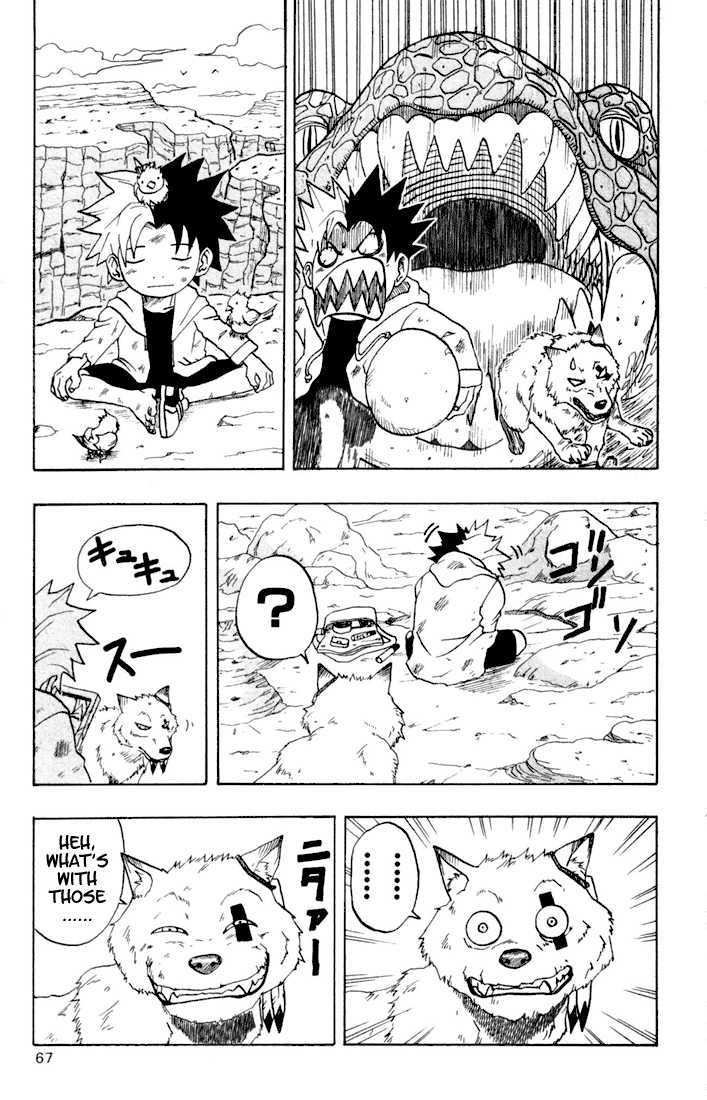 ?
ゴソ
ゴソ
キュ
キュ
スー
………
ニタァー
HEH,
WHAT'S
WITH
THOSE
......
67